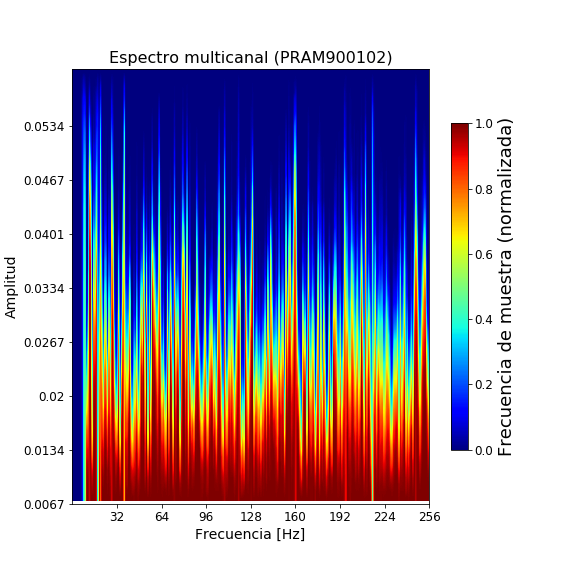 Espectro multicanal (PRAM900102)
Amplitud
0.0534
0.0467
0.0401
0.0334
0.0267
0.02
0.0134
0.0067
32 64 96 128 160 192 224 256
Frecuencia [Hz]
1.0
0.8
0.6
0.4
0.2
0.0
Frecuencia de muestra (normalizada)